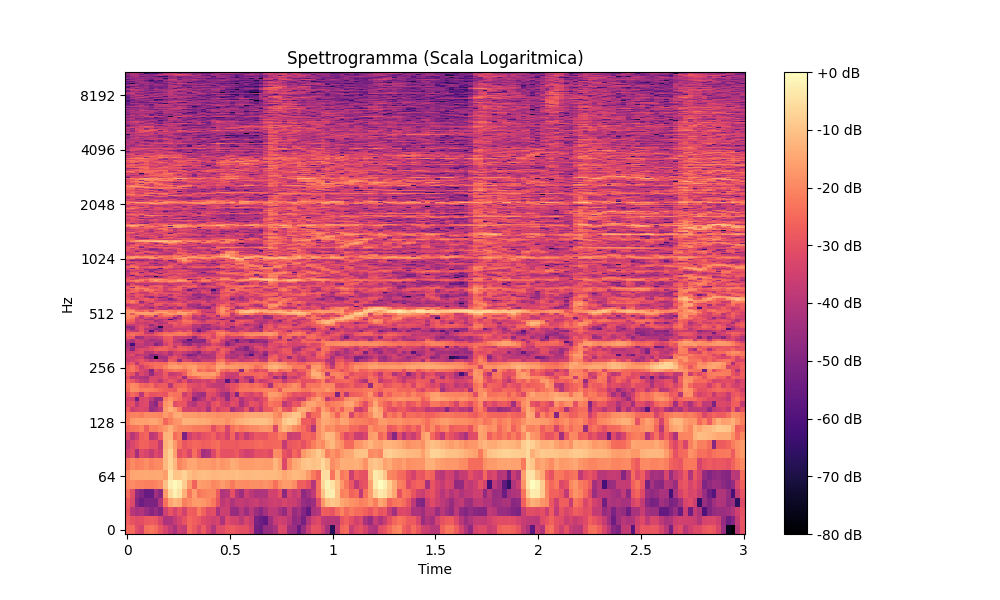 Spettrogramma (Scala Logaritmica)
Hz
8192
4096
2048
1024
512
256
128
64
0
0 0.5 1 1.5 2 2.5 3
Time
+0 dB
-10 dB
-20 dB
-30 dB
-40 dB
-50 dB
-60 dB
-70 dB
-80 dB